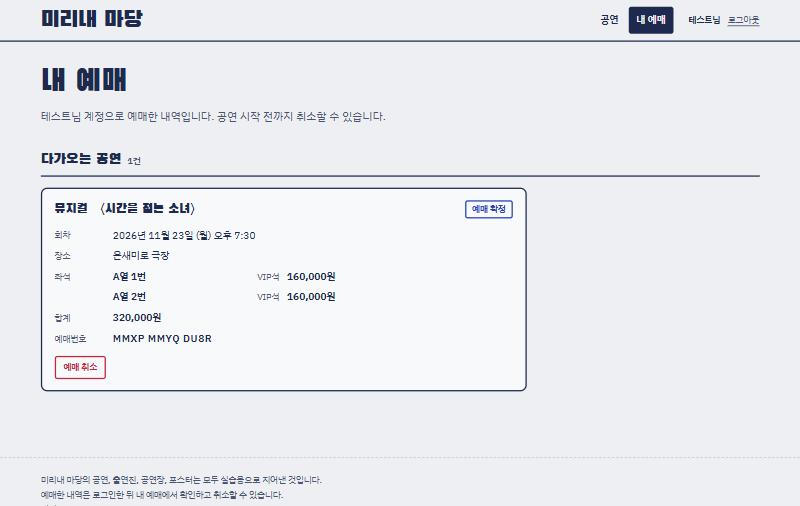 미리내 마당
공연 내 예매 테스트님 로그아웃
내 예매
테스트님 계정으로 예매한 내역입니다. 공연 시작 전까지 취소할 수 있습니다.
다가오는 공연 1건
뮤지컬 〈시간을 접는 소녀〉 예매 확정
회차 2026년 11월 23일 (월) 오후 7:30
장소 온새미로 극장
좌석 A열 1번 VIP석 160,000원
A열 2번 VIP석 160,000원
합계 320,000원
예매번호 MMXP MMYQ DU8R
예매 취소
미리내 마당의 공연, 출연진, 공연장, 포스터는 모두 실습용으로 지어낸 것입니다.
예매한 내역은 로그인한 뒤 내 예매에서 확인하고 취소할 수 있습니다.